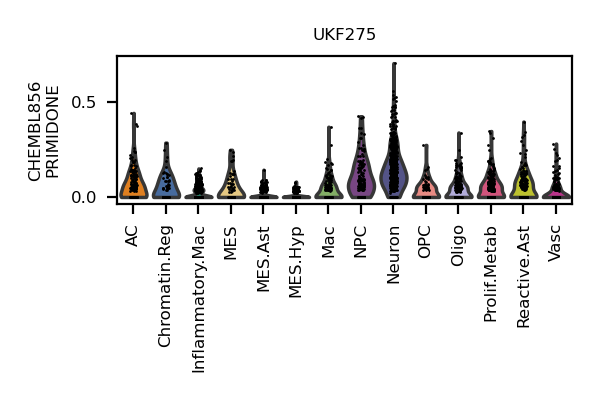 UKF275
CHEMBL856
PRIMIDONE
0.5
0.0
AC
Chromatin.Reg
Inflammatory.Mac
MES
MES.Ast
MES.Hyp
Mac
NPC
Neuron
OPC
Oligo
Prolif.Metab
Reactive.Ast
Vasc